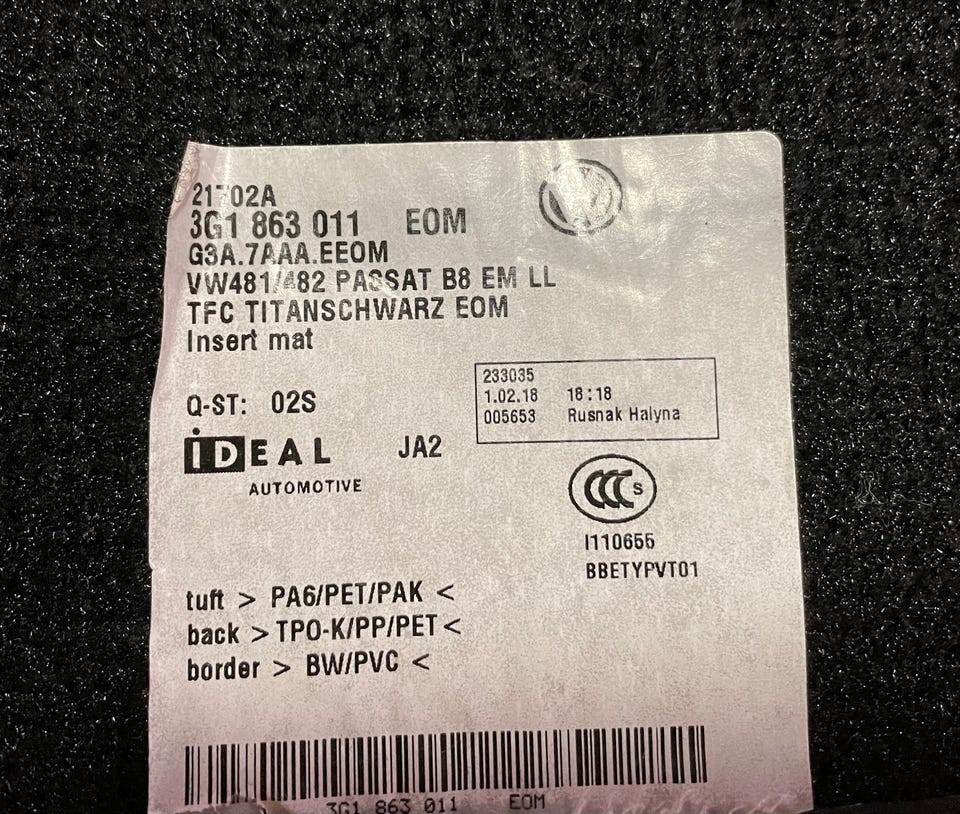 21702A
3G1 863 011 EOM
G3A.7AAA.EEOM
VW481/482 PASSAT B8 EM LL
TFC TITANSCHWARZ EOM
Insert mat
233035
1.02.18 18:18
005653 Rusnak Halyna
Q-ST: 02S
iDEAL JA2
AUTOMOTIVE
CCC S
I110655
BBETYPVT01
tuft > PA6/PET/PAK <
back > TPO-K/PP/PET <
border > BW/PVC <
3G1 863 011 EOM